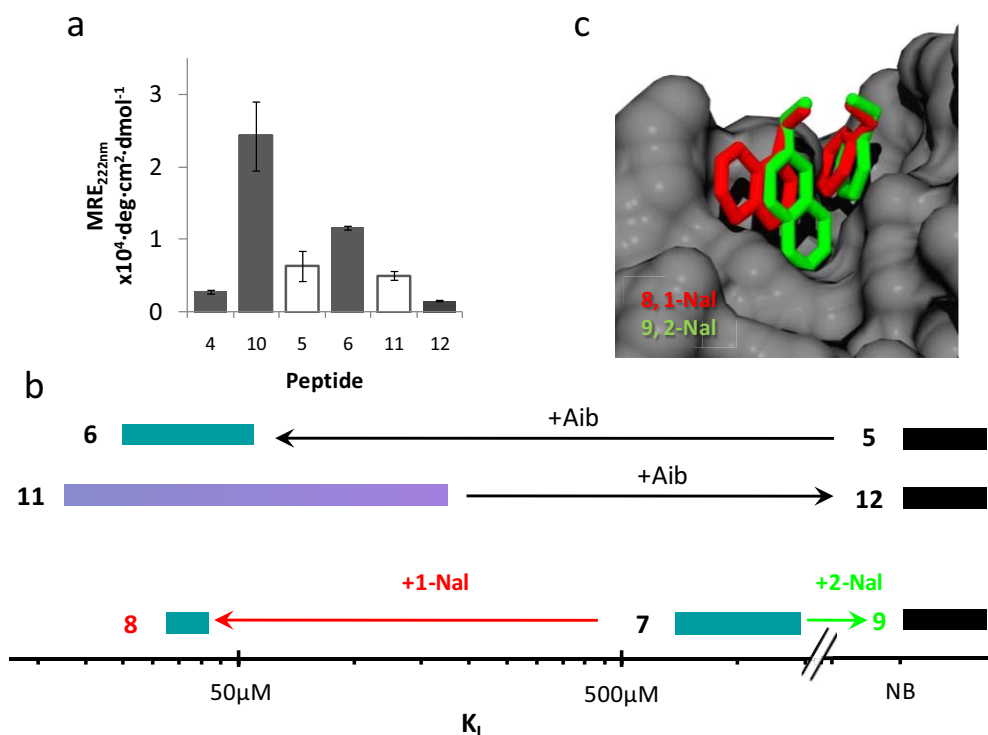 a
MRE222nm
x10⁴·deg·cm²·dmol⁻¹
3
2
1
0
4 10 5 6 11 12
Peptide
c
8, 1-Nal
9, 2-Nal
b
6 +Aib 5
11 +Aib 12
+1-Nal +2-Nal
8 7 9
50µM 500µM NB